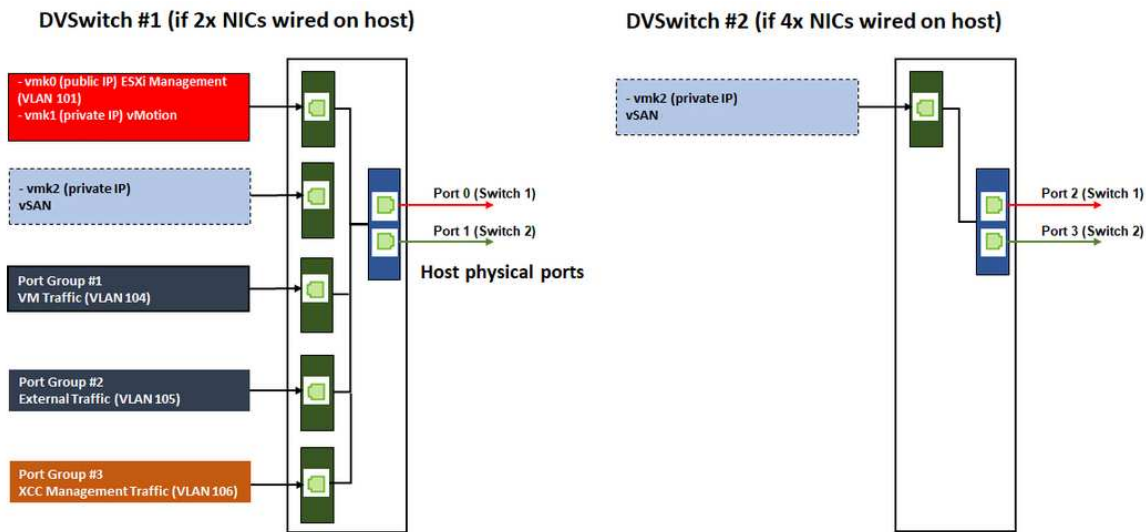 DVSwitch #1 (if 2x NICs wired on host)
- vmk0 (public IP) ESXi Management
(VLAN 101)
- vmk1 (private IP) vMotion
- vmk2 (private IP)
vSAN
Port Group #1
VM Traffic (VLAN 104)
Port Group #2
External Traffic (VLAN 105)
Port Group #3
XCC Management Traffic (VLAN 106)
Port 0 (Switch 1)
Port 1 (Switch 2)
Host physical ports
DVSwitch #2 (if 4x NICs wired on host)
- vmk2 (private IP)
vSAN
Port 2 (Switch 1)
Port 3 (Switch 2)